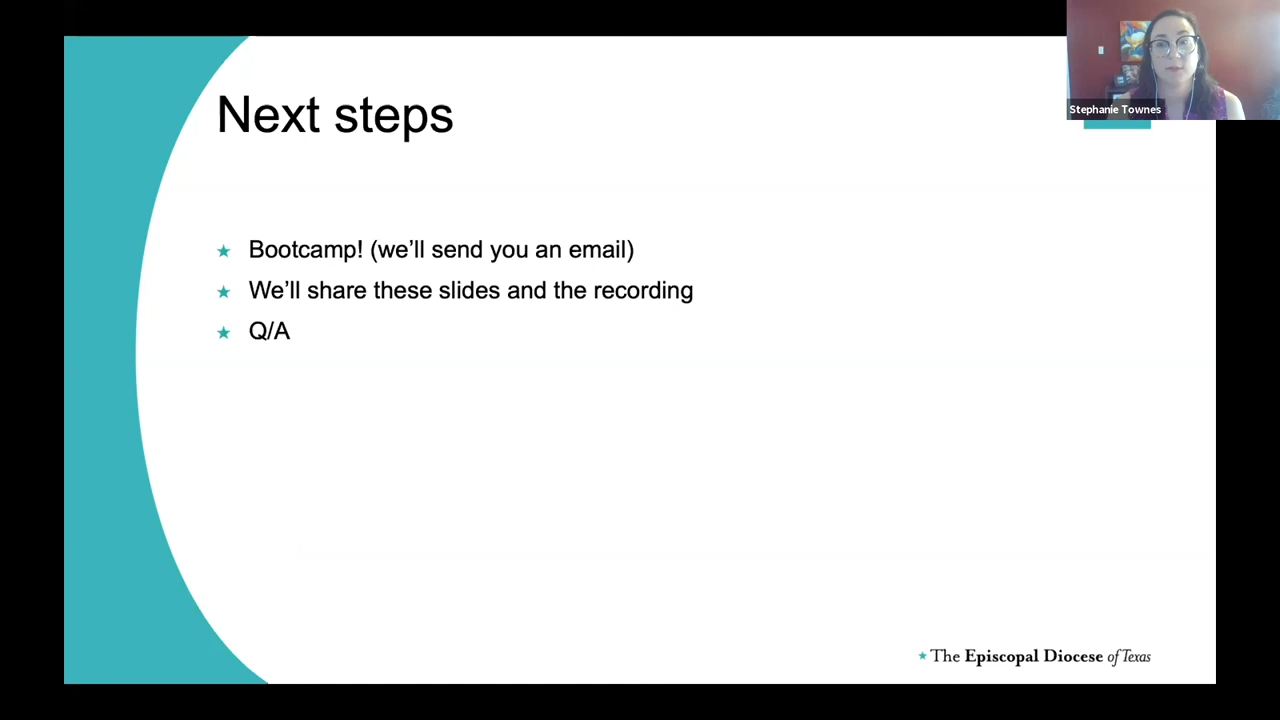 Stephanie Townes
Next steps
Bootcamp! (we'll send you an email)
We'll share these slides and the recording
Q/A
The Episcopal Diocese of Texas